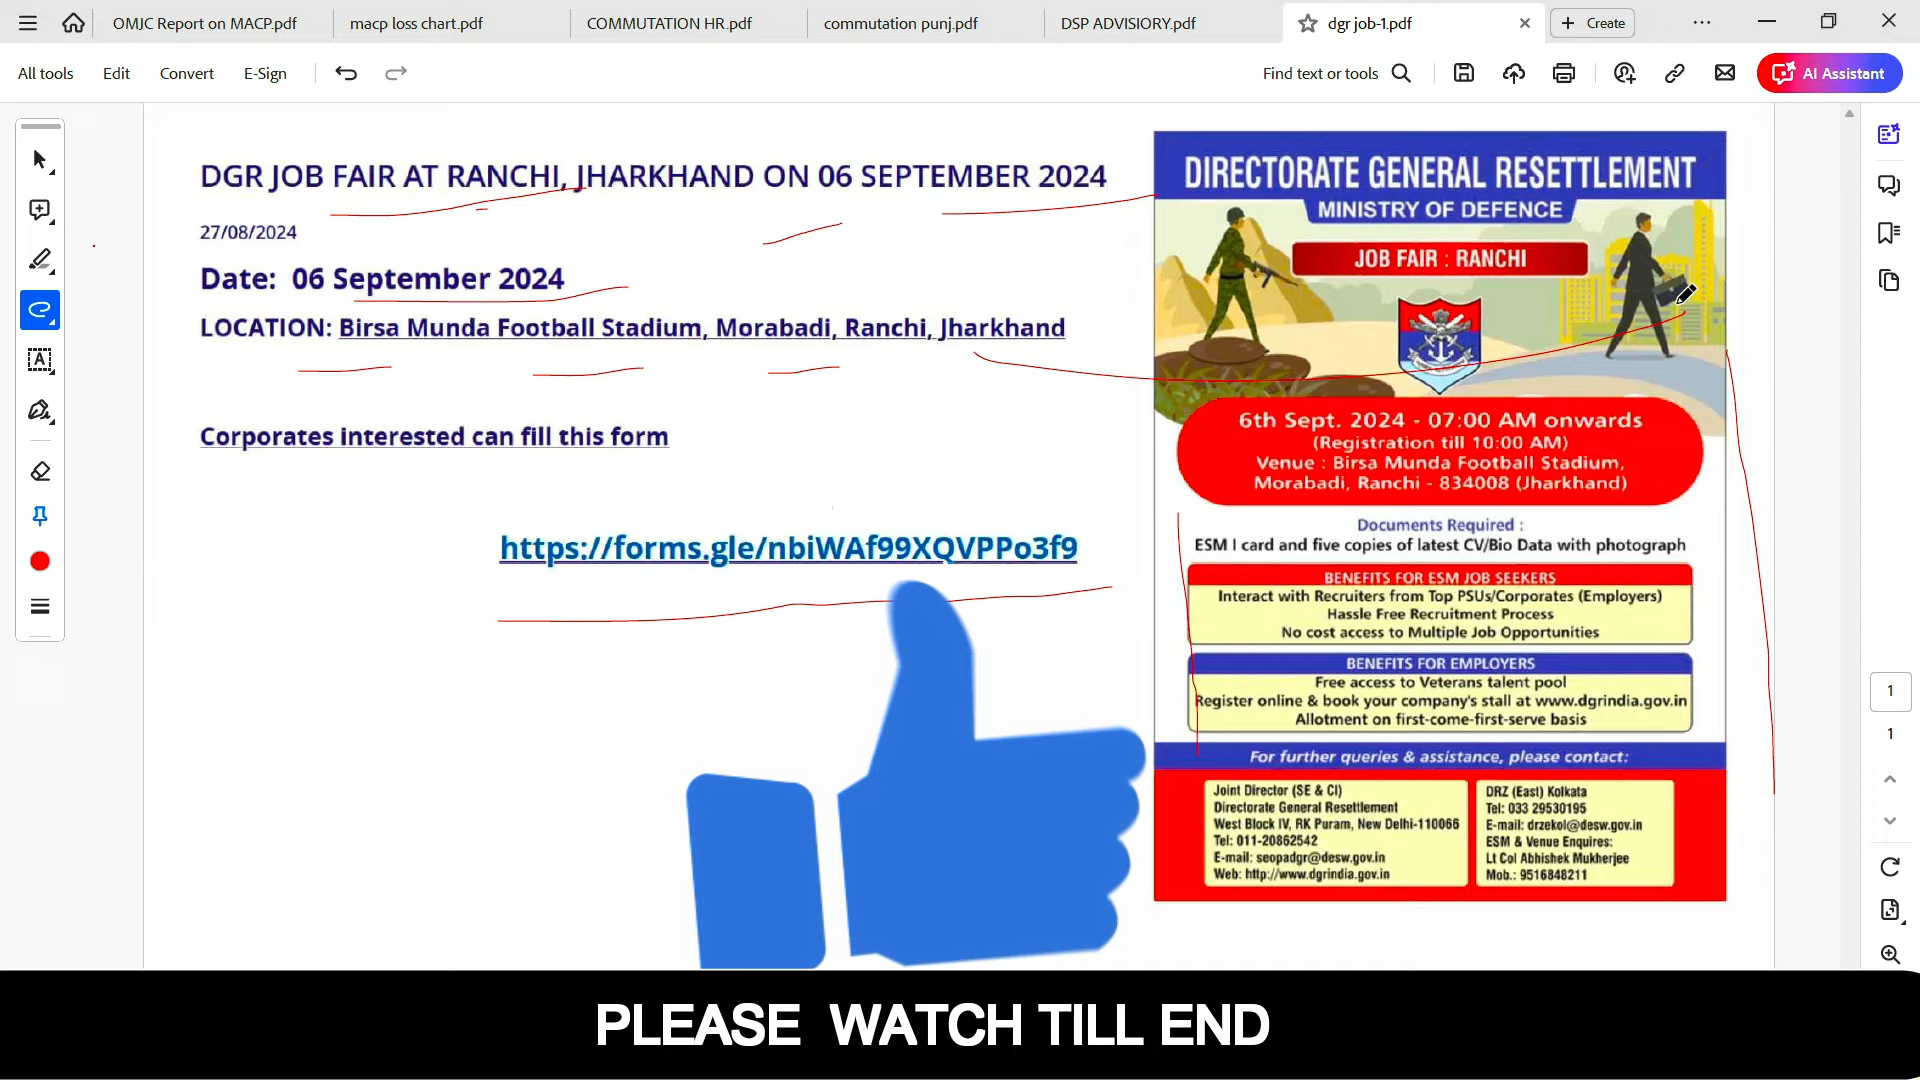 OMJC Report on MACP.pdf
macp loss chart.pdf
COMMUTATION HR.pdf
commutation punj.pdf
DSP ADVISIORY.pdf
dgr job-1.pdf
Create
All tools
Edit
Convert
E-Sign
Find text or tools
AI Assistant
DGR JOB FAIR AT RANCHI, JHARKHAND ON 06 SEPTEMBER 2024
27/08/2024
Date: 06 September 2024
LOCATION: Birsa Munda Football Stadium, Morabadi, Ranchi, Jharkhand
Corporates interested can fill this form
https://forms.gle/nbiWAf99XQVPPo3f9
DIRECTORATE GENERAL RESETTLEMENT
MINISTRY OF DEFENCE
JOB FAIR : RANCHI
6th Sept. 2024 - 07:00 AM onwards
(Registration till 10:00 AM)
Venue : Birsa Munda Football Stadium,
Morabadi, Ranchi - 834008 (Jharkhand)
Documents Required :
ESM I card and five copies of latest CV/Bio Data with photograph
BENEFITS FOR ESM JOB SEEKERS
Interact with Recruiters from Top PSUs/Corporates (Employers)
Hassle Free Recruitment Process
No cost access to Multiple Job Opportunities
BENEFITS FOR EMPLOYERS
Free access to Veterans talent pool
Register online & book your company's stall at www.dgrindia.gov.in
Allotment on first-come-first-serve basis
For further queries & assistance, please contact:
Joint Director (SE & CI)
Directorate General Resettlement
West Block IV, RK Puram, New Delhi-110066
Tel: 011-20862542
E-mail: seopadgr@desw.gov.in
Web: http://www.dgrindia.gov.in
DRZ (East) Kolkata
Tel: 033 29530195
E-mail: drzekol@desw.gov.in
ESM & Venue Enquires:
Lt Col Abhishek Mukherjee
Mob.: 9516848211
1
1
PLEASE WATCH TILL END